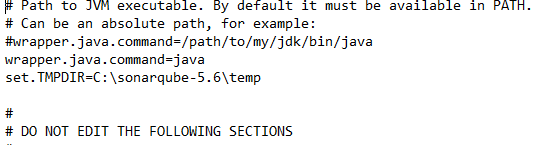 # Path to JVM executable. By default it must be available in PATH.
# Can be an absolute path, for example:
#wrapper.java.command=/path/to/my/jdk/bin/java
wrapper.java.command=java
set.TMPDIR=C:\sonarqube-5.6\temp
#
# DO NOT EDIT THE FOLLOWING SECTIONS